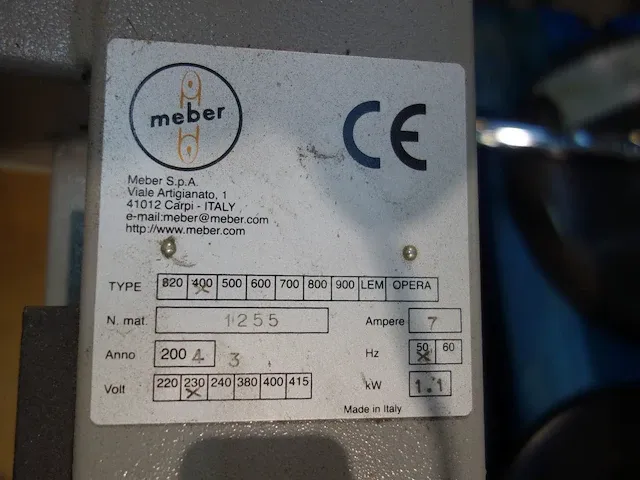 meber
CE
Meber S.p.A.
Viale Artigianato, 1
41012 Carpi - ITALY
e-mail:meber@meber.com
http://www.meber.com
TYPE 320 400 500 600 700 800 900 LEM OPERA
N. mat. 1255 Ampere 7
Anno 2004 3 Hz 50 60
Volt 220 230 240 380 400 415 kW 1.1
Made in Italy